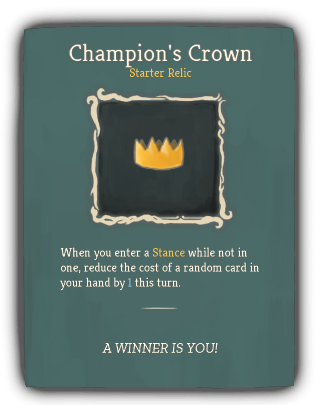 Champion's Crown
Starter Relic
When you enter a Stance while not in
one, reduce the cost of a random card in
your hand by 1 this turn.
A WINNER IS YOU!